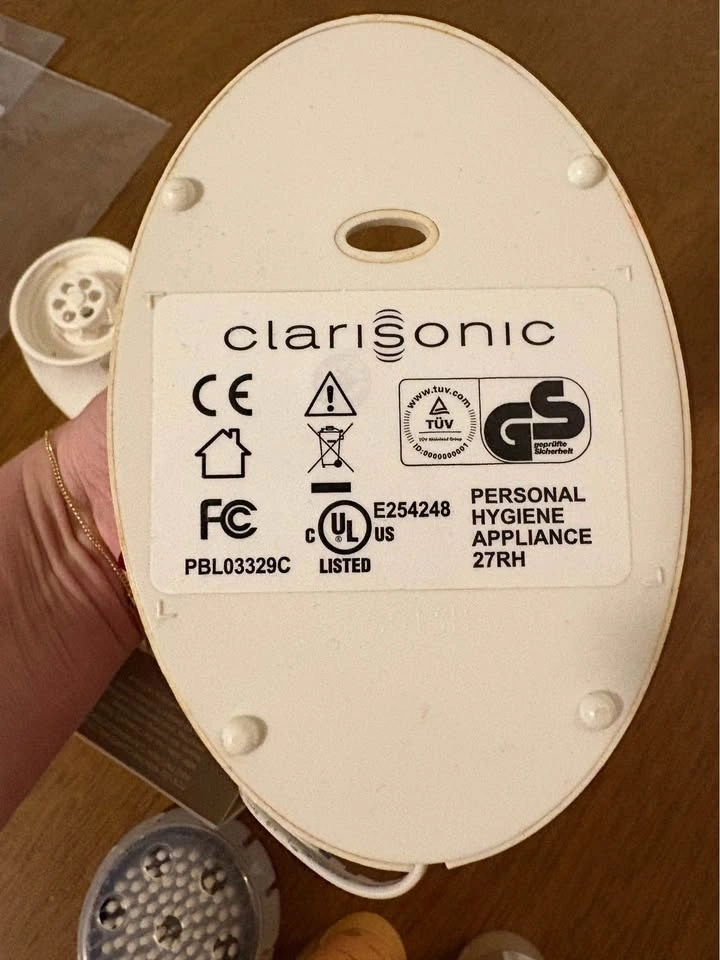 clarisonic
CE
www.tuv.com
TÜV
TÜV Rheinland Group
ID:0000000001
GS
geprüfte
Sicherheit
FC
PBL03329C
c UL US
®
LISTED
E254248
PERSONAL
HYGIENE
APPLIANCE
27RH